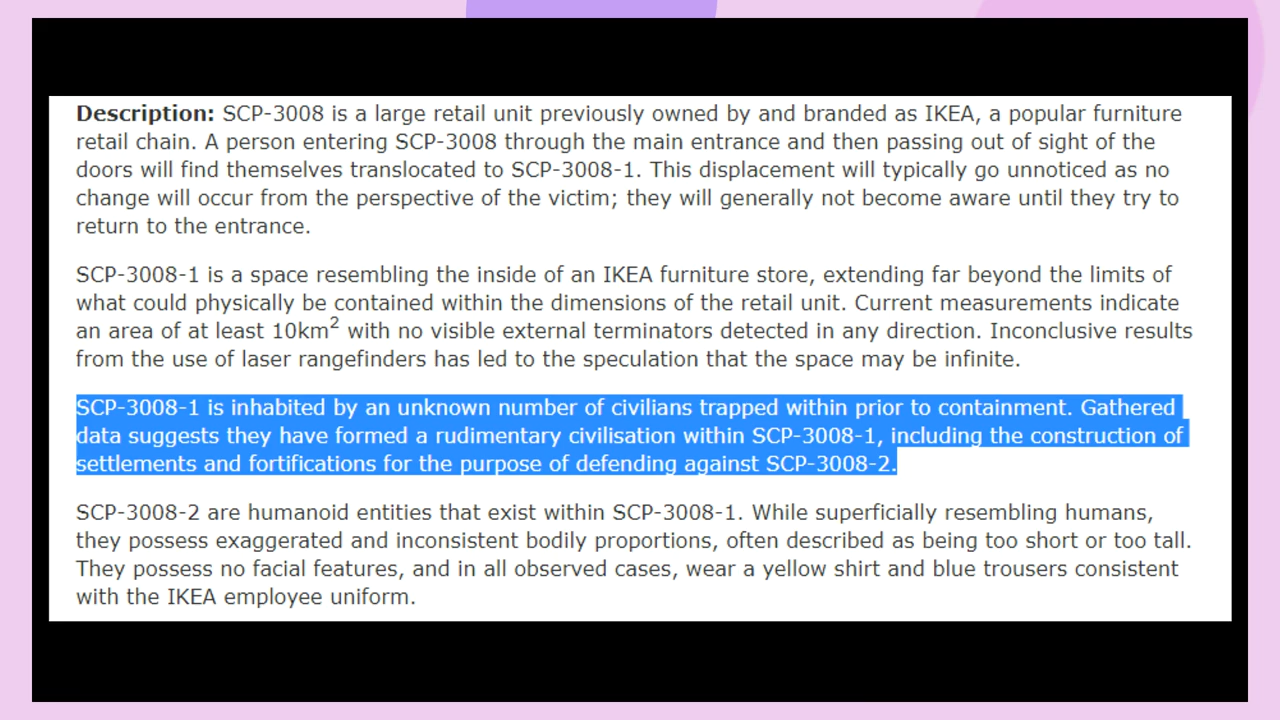 Description: SCP-3008 is a large retail unit previously owned by and branded as IKEA, a popular furniture
retail chain. A person entering SCP-3008 through the main entrance and then passing out of sight of the
doors will find themselves translocated to SCP-3008-1. This displacement will typically go unnoticed as no
change will occur from the perspective of the victim; they will generally not become aware until they try to
return to the entrance.
SCP-3008-1 is a space resembling the inside of an IKEA furniture store, extending far beyond the limits of
what could physically be contained within the dimensions of the retail unit. Current measurements indicate
an area of at least 10km² with no visible external terminators detected in any direction. Inconclusive results
from the use of laser rangefinders has led to the speculation that the space may be infinite.
SCP-3008-1 is inhabited by an unknown number of civilians trapped within prior to containment. Gathered
data suggests they have formed a rudimentary civilisation within SCP-3008-1, including the construction of
settlements and fortifications for the purpose of defending against SCP-3008-2.
SCP-3008-2 are humanoid entities that exist within SCP-3008-1. While superficially resembling humans,
they possess exaggerated and inconsistent bodily proportions, often described as being too short or too tall.
They possess no facial features, and in all observed cases, wear a yellow shirt and blue trousers consistent
with the IKEA employee uniform.